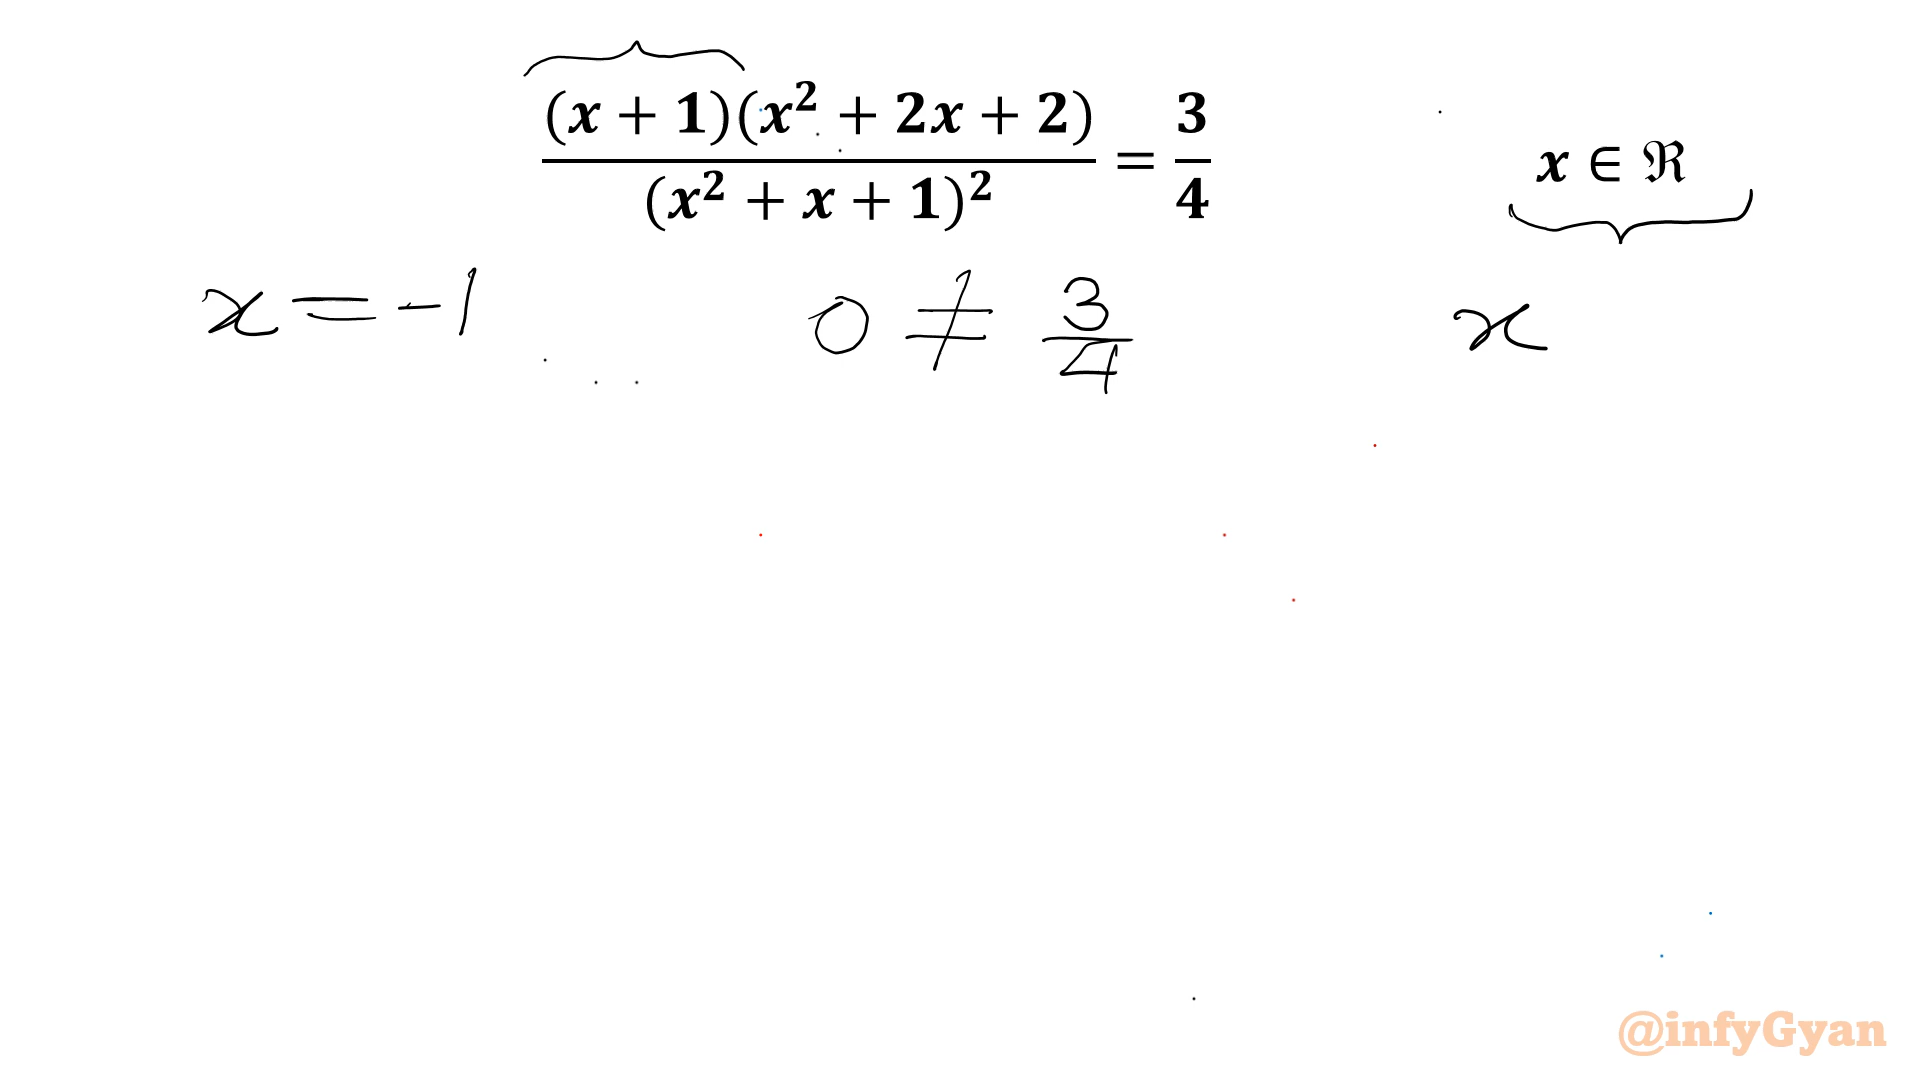 (x + 1)(x² + 2x + 2) / (x² + x + 1)² = 3/4
x ∈ ℜ
x = -1
0 ≠ 3/4
x
@infyGyan